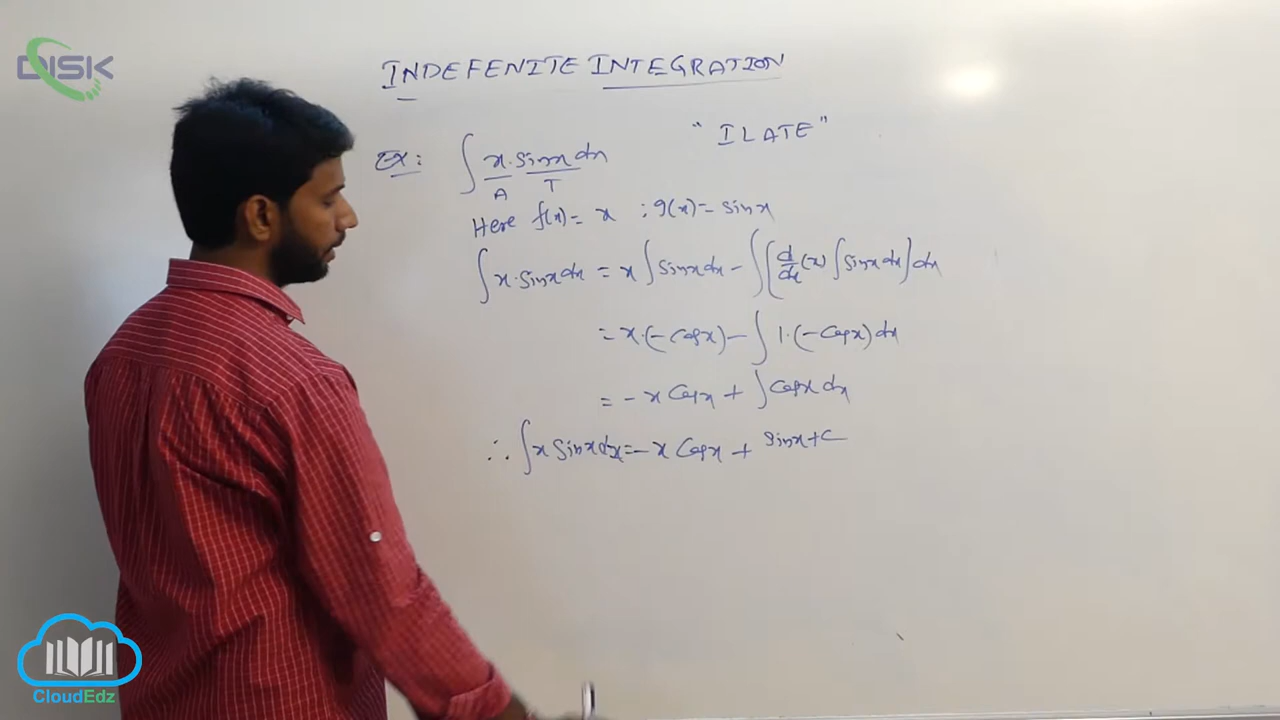 DISK
INDEFENITE INTEGRATION
"ILATE"
Ex: ∫ x·sinx dx
A T
Here f(x)= x ; g(x)= sinx
∫x·sinx dx = x ∫sinx dx - ∫[d/dx(x) ∫sinx dx] dx
= x·(-cosx) - ∫1·(-cosx) dx
= -x cosx + ∫cosx dx
∴ ∫x sinx dx = -x cosx + sinx + c
CloudEdz